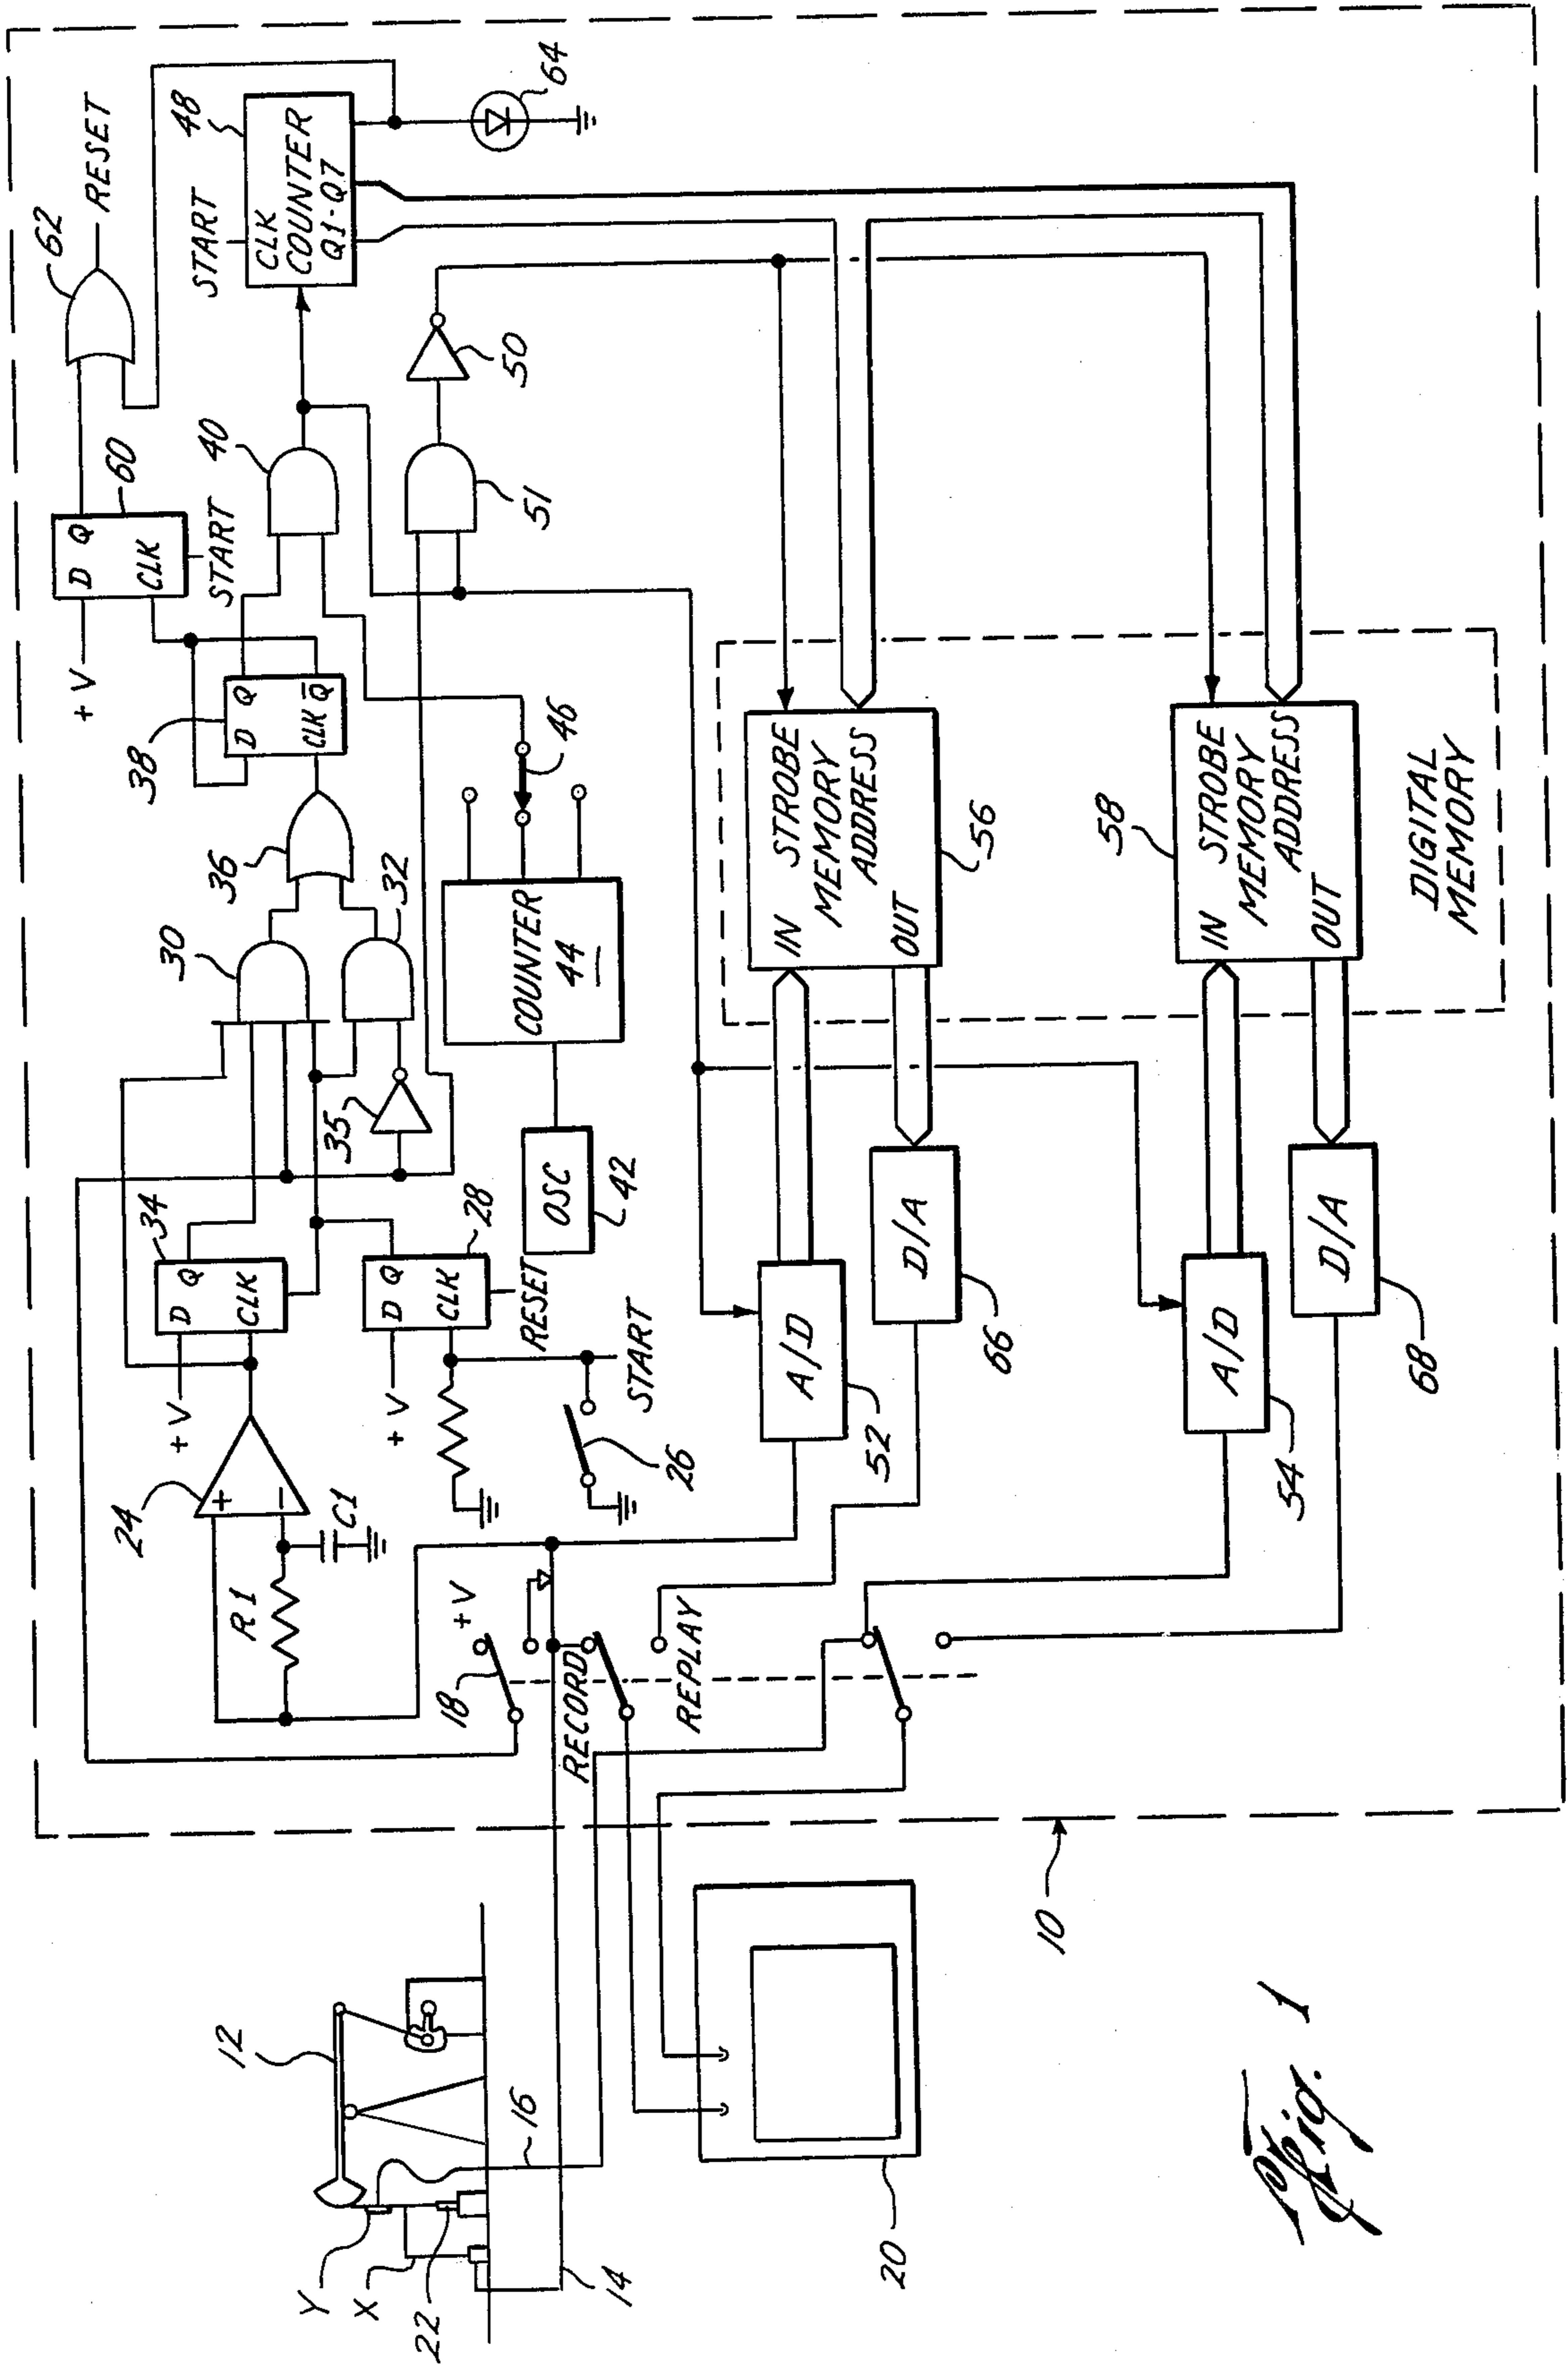 62
RESET
48
START
CLK
COUNTER
Q1-Q7
64
+V
D Q
CLK
60
START
40
50
51
38
D Q
CLK Q̅
36
30
32
35
COUNTER
44
46
OSC
42
34
+V
D Q
CLK
28
+V
D Q
CLK
RESET
START
26
24
+
−
R1
C1
18
+V
RECORD
REPLAY
IN
STROBE
MEMORY
ADDRESS
OUT
56
58
IN
STROBE
MEMORY
ADDRESS
OUT
DIGITAL
MEMORY
A/D
52
D/A
66
A/D
54
D/A
68
12
Y
X
22
16
14
20
10
Fig. 1